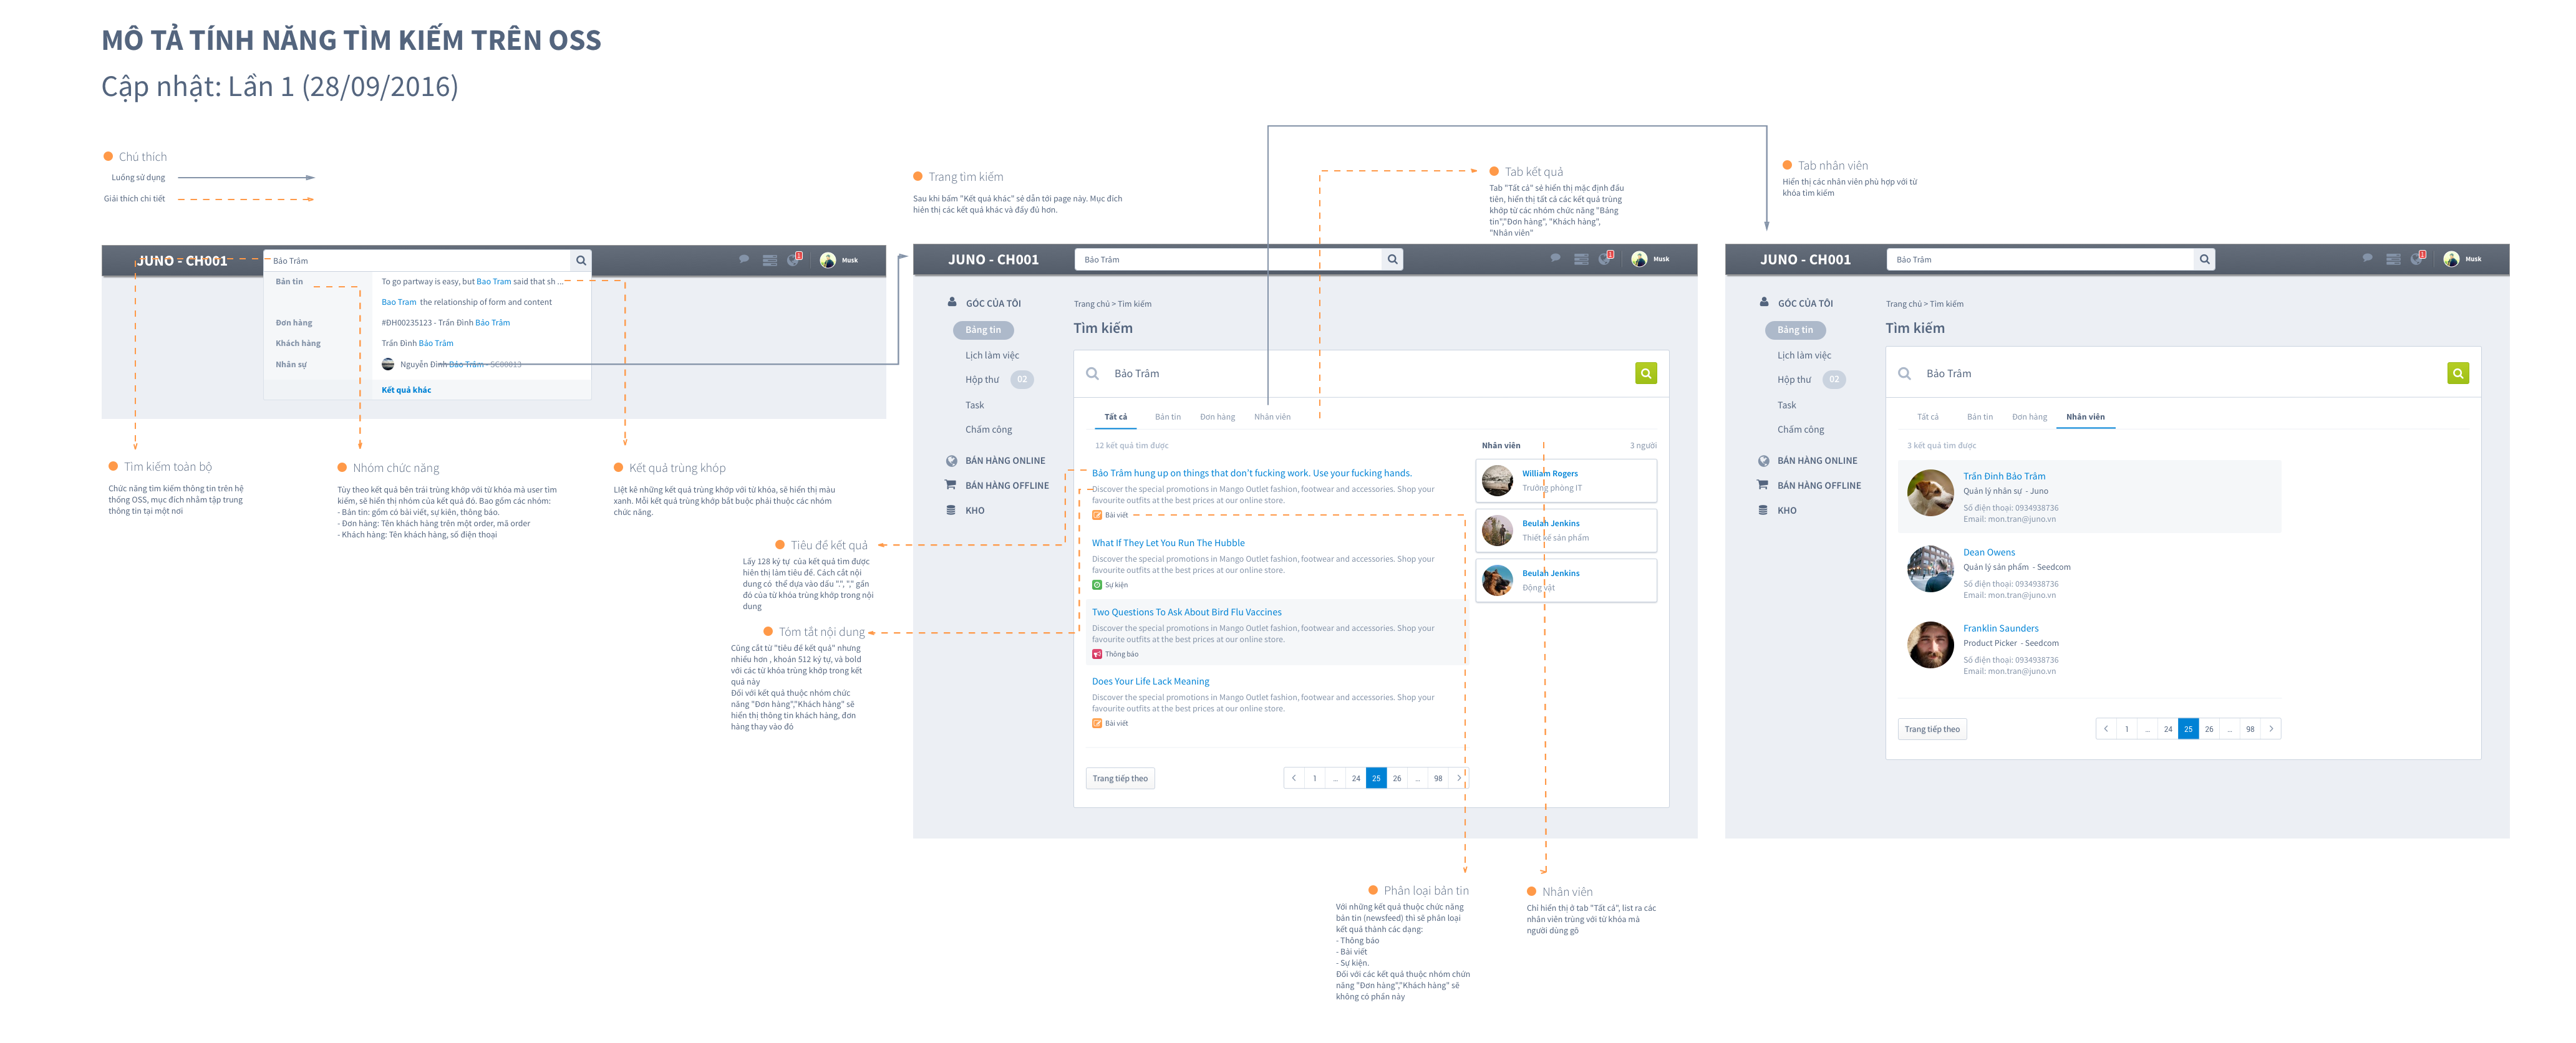 MÔ TẢ TÍNH NĂNG TÌM KIẾM TRÊN OSS
Cập nhật: Lần 1 (28/09/2016)
Chú thích
Luồng sử dụng
Giải thích chi tiết
JUNO - CH001
Bảo Trâm
1
Musk
Bản tin
To go partway is easy, but Bao Tram said that sh ...
Bao Tram the relationship of form and content
Đơn hàng
#ĐH00235123 - Trần Đình Bảo Trâm
Khách hàng
Trần Đình Bảo Trâm
Nhân sự
Nguyễn Đình Bảo Trâm - SC00013
Kết quả khác
Tìm kiếm toàn bộ
Chức năng tìm kiếm thông tin trên hệ
thống OSS, mục đích nhằm tập trung
thông tin tại một nơi
Nhóm chức năng
Tùy theo kết quả bên trái trùng khớp với từ khóa mà user tìm
kiếm, sẽ hiển thị nhóm của kết quả đó. Bao gồm các nhóm:
- Bản tin: gồm có bài viết, sự kiện, thông báo.
- Đơn hàng: Tên khách hàng trên một order, mã order
- Khách hàng: Tên khách hàng, số điện thoại
Kết quả trùng khớp
LIệt kê những kết quả trùng khớp với từ khóa, sẽ hiển thị màu
xanh. Mỗi kết quả trùng khớp bắt buộc phải thuộc các nhóm
chức năng.
Tiêu đề kết quả
Lấy 128 ký tự của kết quả tìm được
hiển thị làm tiêu đề. Cách cắt nội
dung có thể dựa vào dấu ".", "," gần
đó của từ khóa trùng khớp trong nội
dung
Tóm tắt nội dung
Cũng cắt từ "tiêu đề kết quả" nhưng
nhiều hơn , khoản 512 ký tự, và bold
với các từ khóa trùng khớp trong kết
quả này
Đối với kết quả thuộc nhóm chức
năng "Đơn hàng","Khách hàng" sẽ
hiển thị thông tin khách hàng, đơn
hàng thay vào đó
Trang tìm kiếm
Sau khi bấm "Kết quả khác" sẽ dẫn tới page này. Mục đích
hiển thị các kết quả khác và đầy đủ hơn.
Tab kết quả
Tab "Tất cả" sẽ hiển thị mặc định đầu
tiên, hiển thị tất cả các kết quả trùng
khớp từ các nhóm chức năng "Bảng
tin","Đơn hàng", "Khách hàng",
"Nhân viên"
JUNO - CH001
Bảo Trâm
1
Musk
GÓC CỦA TÔI
Bảng tin
Lịch làm việc
Hộp thư 02
Task
Chấm công
BÁN HÀNG ONLINE
BÁN HÀNG OFFLINE
KHO
Trang chủ > Tìm kiếm
Tìm kiếm
Bảo Trâm
Tất cả Bản tin Đơn hàng Nhân viên
12 kết quả tìm được
Bảo Trâm hung up on things that don't fucking work. Use your fucking hands.
Discover the special promotions in Mango Outlet fashion, footwear and accessories. Shop your
favourite outfits at the best prices at our online store.
Bài viết
What If They Let You Run The Hubble
Discover the special promotions in Mango Outlet fashion, footwear and accessories. Shop your
favourite outfits at the best prices at our online store.
Sự kiện
Two Questions To Ask About Bird Flu Vaccines
Discover the special promotions in Mango Outlet fashion, footwear and accessories. Shop your
favourite outfits at the best prices at our online store.
Thông báo
Does Your Life Lack Meaning
Discover the special promotions in Mango Outlet fashion, footwear and accessories. Shop your
favourite outfits at the best prices at our online store.
Bài viết
Trang tiếp theo
< 1 ... 24 25 26 ... 98 >
Nhân viên 3 người
William Rogers
Trưởng phòng IT
Beulah Jenkins
Thiết kế sản phẩm
Beulah Jenkins
Động vật
Phân loại bản tin
Với những kết quả thuộc chức năng
bản tin (newsfeed) thì sẽ phân loại
kết quả thành các dạng:
- Thông báo
- Bài viết
- Sự kiện.
Đối với các kết quả thuộc nhóm chứn
năng "Đơn hàng","Khách hàng" sẽ
không có phần này
Nhân viên
Chỉ hiển thị ở tab "Tất cả", list ra các
nhân viên trùng với từ khóa mà
người dùng gõ
Tab nhân viên
Hiển thị các nhân viên phù hợp với từ
khóa tìm kiếm
JUNO - CH001
Bảo Trâm
1
Musk
GÓC CỦA TÔI
Bảng tin
Lịch làm việc
Hộp thư 02
Task
Chấm công
BÁN HÀNG ONLINE
BÁN HÀNG OFFLINE
KHO
Trang chủ > Tìm kiếm
Tìm kiếm
Bảo Trâm
Tất cả Bản tin Đơn hàng Nhân viên
3 kết quả tìm được
Trần Đình Bảo Trâm
Quản lý nhân sự - Juno
Số điện thoại: 0934938736
Email: mon.tran@juno.vn
Dean Owens
Quản lý sản phẩm - Seedcom
Số điện thoại: 0934938736
Email: mon.tran@juno.vn
Franklin Saunders
Product Picker - Seedcom
Số điện thoại: 0934938736
Email: mon.tran@juno.vn
Trang tiếp theo
< 1 ... 24 25 26 ... 98 >